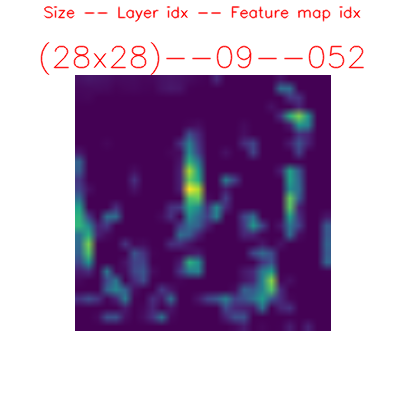 Size -- Layer idx -- Feature map idx
(28x28)--09--052